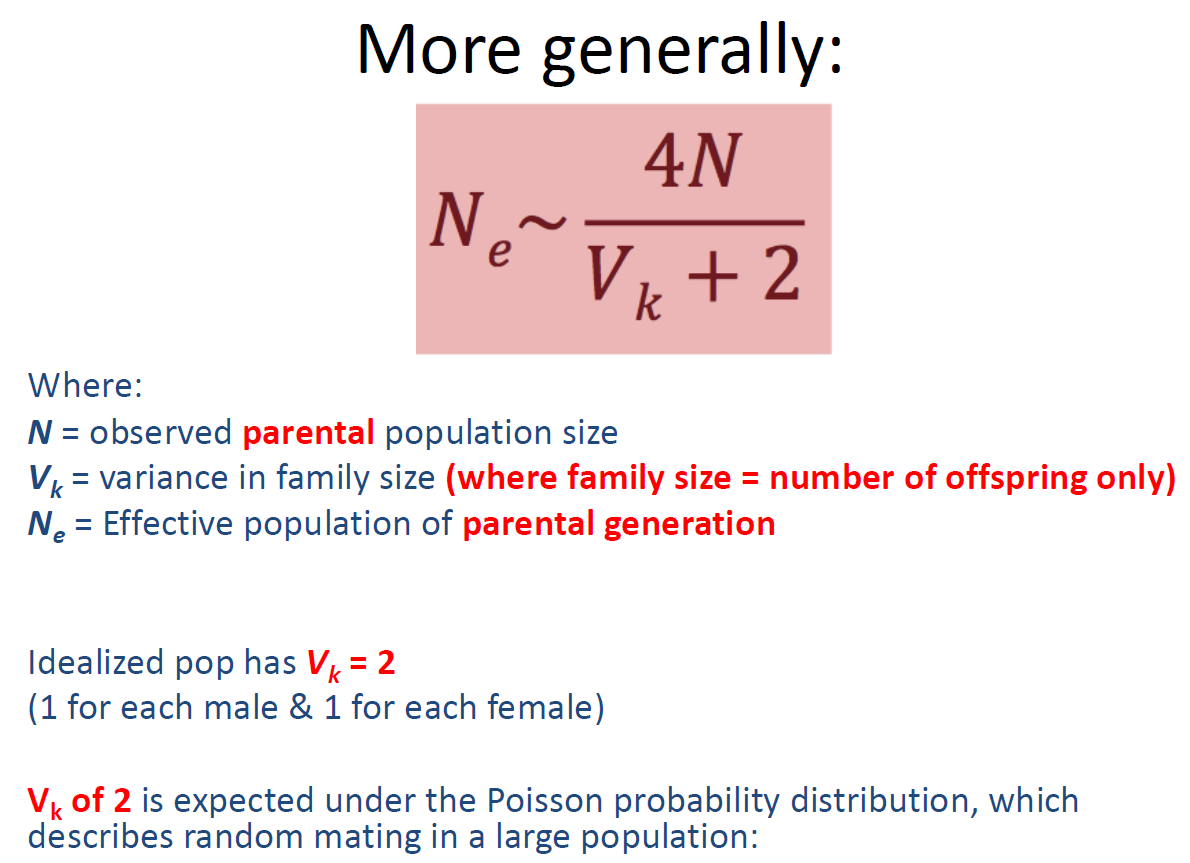 More generally:
4N
Ne~
Vk + 2
Where:
N = observed parental population size
Vk = variance in family size (where family size = number of offspring only)
Ne = Effective population of parental generation
Idealized pop has Vk = 2
(1 for each male & 1 for each female)
Vk of 2 is expected under the Poisson probability distribution, which
describes random mating in a large population: